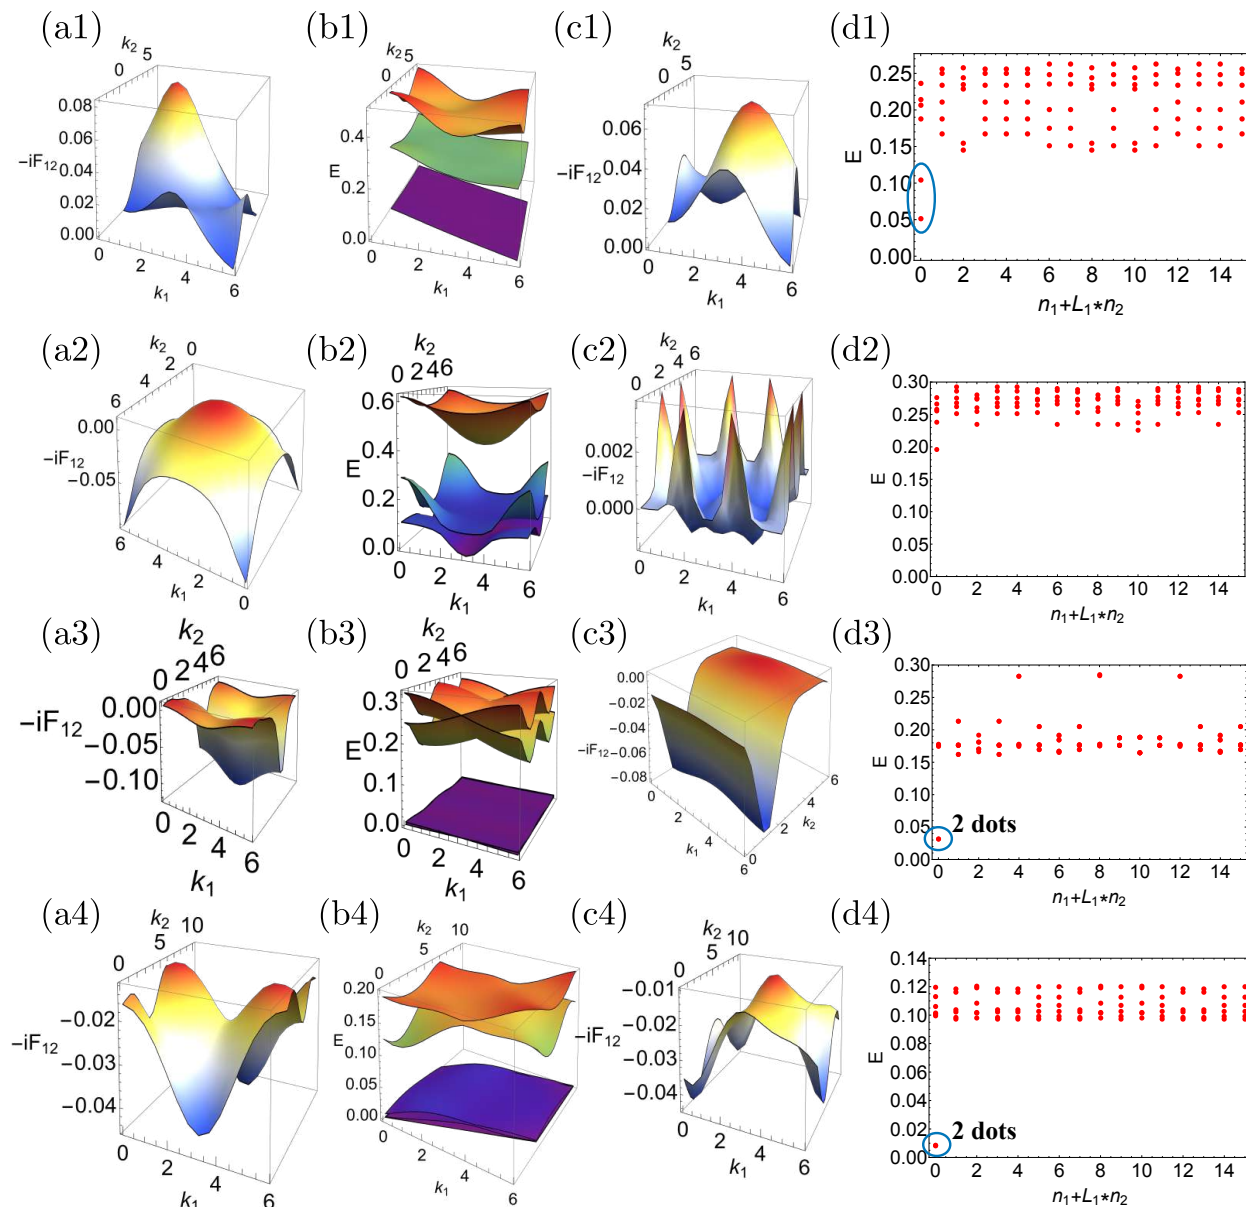 (a1)
k2
0 5
0.08
0.06
-iF12 0.04
0.02
0.00
0 2 4 6
k1
(b1)
k2
0 5
0.4
E
0.2
0.0
0 2 4 6
k1
(c1)
k2
0 5
0.06
0.04
-iF12
0.02
0.00
0 2 4 6
k1
(d1)
0.25
0.20
E 0.15
0.10
0.05
0.00
0 2 4 6 8 10 12 14
n1+L1*n2
(a2)
k2
4 2 0
6
0.00
-iF12
-0.05
6 4 2 0
k1
(b2)
k2
0 2 4 6
0.6
0.4
E
0.2
0.0
0 2 4 6
k1
(c2)
k2
0 2 4 6
0.002
-iF12
0.000
0 2 4 6
k1
(d2)
0.30
0.25
0.20
E 0.15
0.10
0.05
0.00
0 2 4 6 8 10 12 14
n1+L1*n2
(a3)
k2
0 2 4 6
0.00
-iF12
-0.05
-0.10
0 2 4 6
k1
(b3)
k2
0 2 4 6
0.3
E 0.2
0.1
0.0
0 2 4 6
k1
(c3)
0.00
-0.02
-0.04
-iF12
-0.06
-0.08
0 2 4 6
k1
0 2 4 6
k2
(d3)
0.30
0.25
0.20
E 0.15
0.10
0.05
0.00
2 dots
0 2 4 6 8 10 12 14
n1+L1*n2
(a4)
k2
0 5 10
-0.02
-iF12 -0.03
-0.04
0 2 4 6
k1
(b4)
k2
0 5 10
0.20
0.15
E
0.10
0.05
0.00
0 2 4 6
k1
(c4)
k2
0 5 10
-0.01
-0.02
-iF12
-0.03
-0.04
0 2 4 6
k1
(d4)
0.14
0.12
0.10
0.08
E
0.06
0.04
0.02
0.00
2 dots
0 2 4 6 8 10 12 14
n1+L1*n2